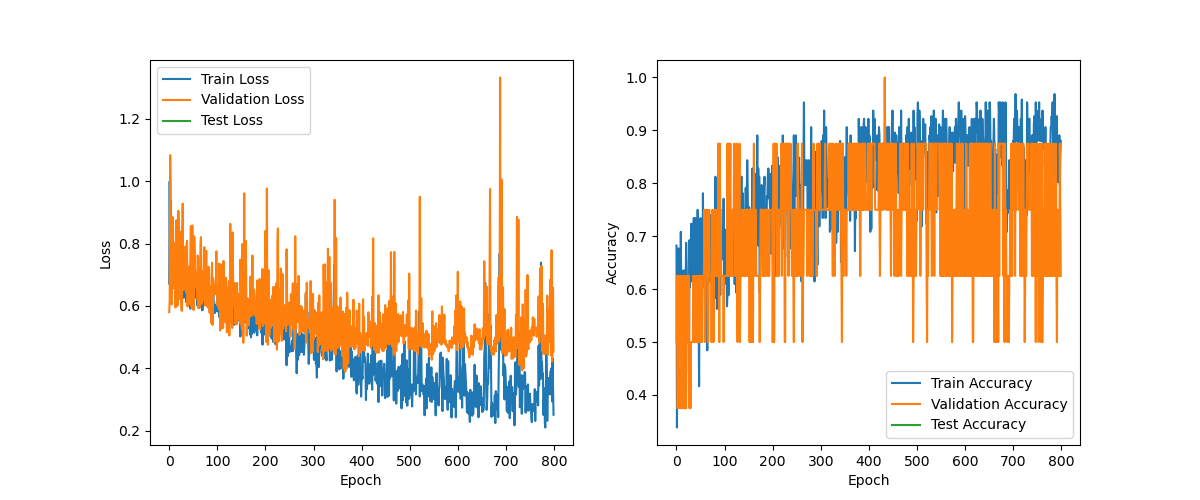 Train Loss
Validation Loss
Test Loss
1.2
1.0
0.8
0.6
0.4
0.2
Loss
0 100 200 300 400 500 600 700 800
Epoch
1.0
0.9
0.8
0.7
0.6
0.5
0.4
Accuracy
Train Accuracy
Validation Accuracy
Test Accuracy
0 100 200 300 400 500 600 700 800
Epoch